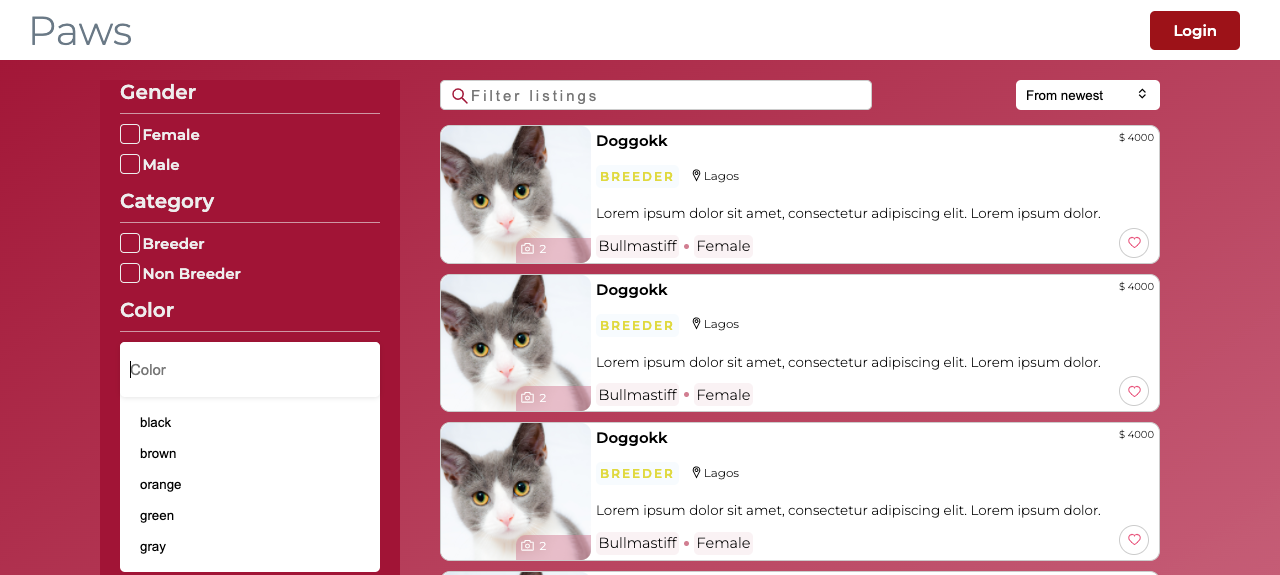 Paws
Login
Gender
Female
Male
Category
Breeder
Non Breeder
Color
Color
black
brown
orange
green
gray
Filter listings
From newest
Doggokk
$ 4000
BREEDER
Lagos
Lorem ipsum dolor sit amet, consectetur adipiscing elit. Lorem ipsum dolor.
2
Bullmastiff • Female
Doggokk
$ 4000
BREEDER
Lagos
Lorem ipsum dolor sit amet, consectetur adipiscing elit. Lorem ipsum dolor.
2
Bullmastiff • Female
Doggokk
$ 4000
BREEDER
Lagos
Lorem ipsum dolor sit amet, consectetur adipiscing elit. Lorem ipsum dolor.
2
Bullmastiff • Female